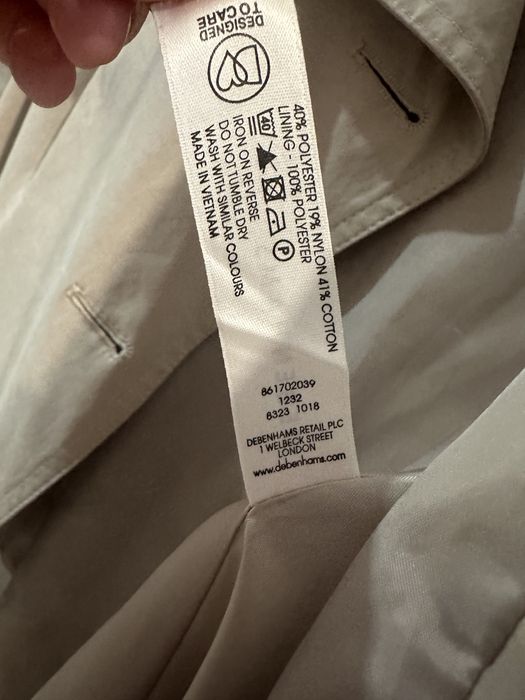 DESIGNED
TO CARE
40% POLYESTER 19% NYLON 41% COTTON
LINING - 100% POLYESTER
40
P
IRON ON REVERSE
DO NOT TUMBLE DRY
WASH WITH SIMILAR COLOURS
MADE IN VIETNAM
861702039
1232
8323 1018
DEBENHAMS RETAIL PLC
1 WELBECK STREET
LONDON
www.debenhams.com